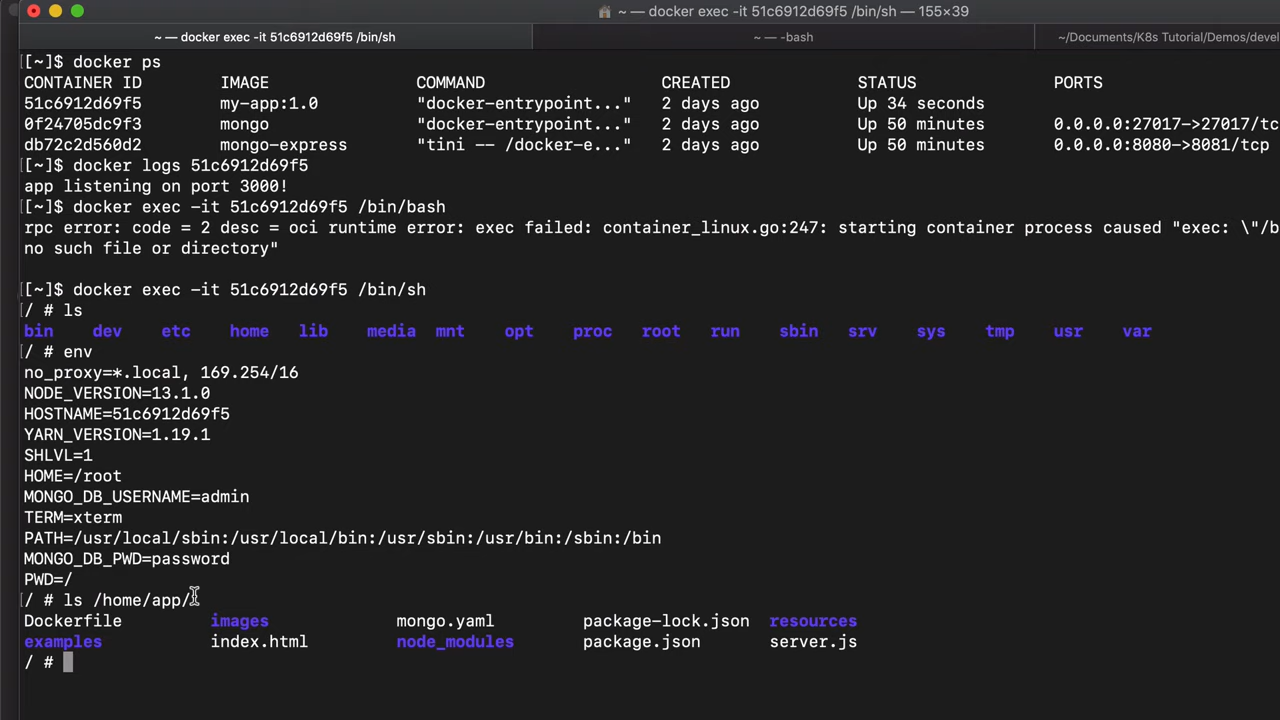 ~ — docker exec -it 51c6912d69f5 /bin/sh — 155×39
~ — docker exec -it 51c6912d69f5 /bin/sh ~ — -bash ~/Documents/K8s Tutorial/Demos/devel
[[~]$ docker ps
CONTAINER ID IMAGE COMMAND CREATED STATUS PORTS
51c6912d69f5 my-app:1.0 "docker-entrypoint..." 2 days ago Up 34 seconds
0f24705dc9f3 mongo "docker-entrypoint..." 2 days ago Up 50 minutes 0.0.0.0:27017->27017/tc
db72c2d560d2 mongo-express "tini -- /docker-e..." 2 days ago Up 50 minutes 0.0.0.0:8080->8081/tcp
[[~]$ docker logs 51c6912d69f5
app listening on port 3000!
[[~]$ docker exec -it 51c6912d69f5 /bin/bash
rpc error: code = 2 desc = oci runtime error: exec failed: container_linux.go:247: starting container process caused "exec: \"/b
no such file or directory"
[[~]$ docker exec -it 51c6912d69f5 /bin/sh
[/ # ls
bin dev etc home lib media mnt opt proc root run sbin srv sys tmp usr var
[/ # env
no_proxy=*.local, 169.254/16
NODE_VERSION=13.1.0
HOSTNAME=51c6912d69f5
YARN_VERSION=1.19.1
SHLVL=1
HOME=/root
MONGO_DB_USERNAME=admin
TERM=xterm
PATH=/usr/local/sbin:/usr/local/bin:/usr/sbin:/usr/bin:/sbin:/bin
MONGO_DB_PWD=password
PWD=/
[/ # ls /home/app/
Dockerfile images mongo.yaml package-lock.json resources
examples index.html node_modules package.json server.js
/ #